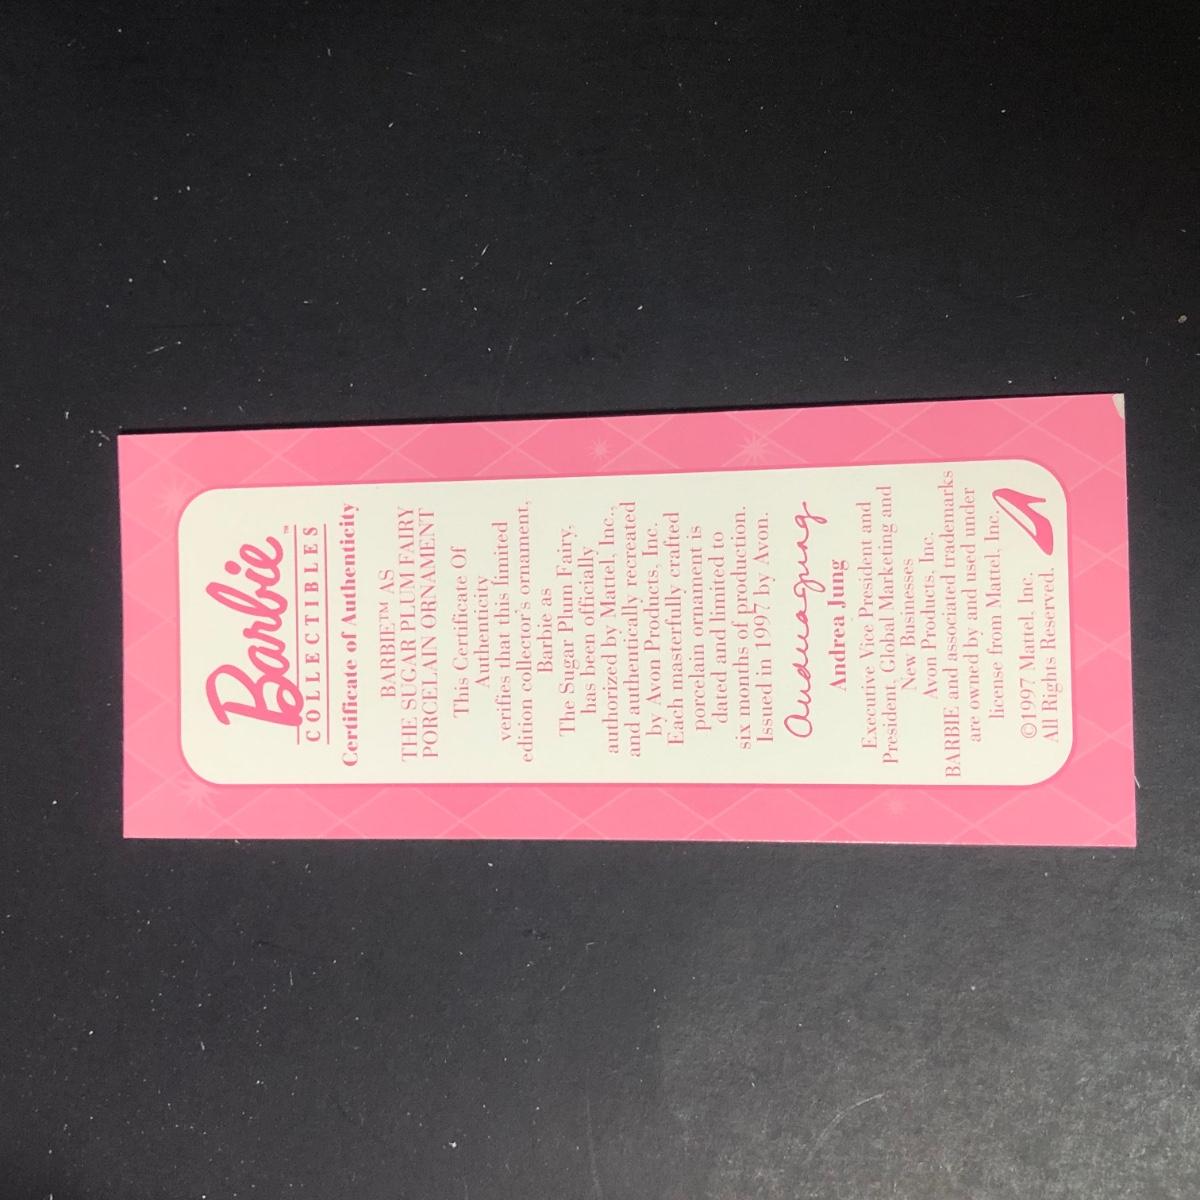 Barbie™
COLLECTIBLES
Certificate of Authenticity
BARBIE™ AS
THE SUGAR PLUM FAIRY
PORCELAIN ORNAMENT
This Certificate Of
Authenticity
verifies that this limited
edition collector's ornament,
Barbie as
The Sugar Plum Fairy,
has been officially
authorized by Mattel, Inc.,
and authentically recreated
by Avon Products, Inc.
Each masterfully crafted
porcelain ornament is
dated and limited to
six months of production.
Issued in 1997 by Avon.
Andrea Jung
Andrea Jung
Executive Vice President and
President, Global Marketing and
New Businesses
Avon Products, Inc.
BARBIE and associated trademarks
are owned by and used under
license from Mattel, Inc.
©1997 Mattel, Inc.
All Rights Reserved.